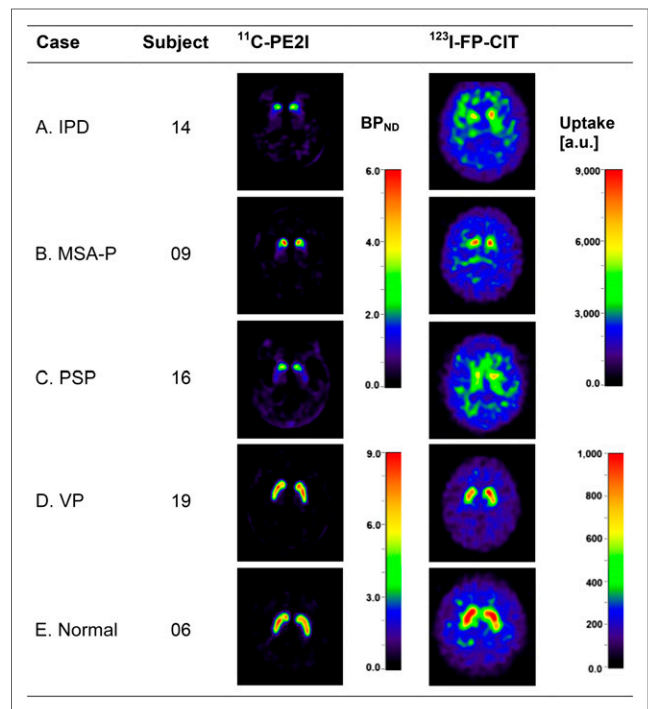 Case Subject ¹¹C-PE2I ¹²³I-FP-CIT
A. IPD 14
BP_ND
Uptake
[a.u.]
6.0 9,000
B. MSA-P 09
4.0 6,000
2.0 3,000
C. PSP 16
0.0 0.0
9.0 1,000
D. VP 19
800
6.0
600
400
3.0
E. Normal 06
200
0.0 0.0